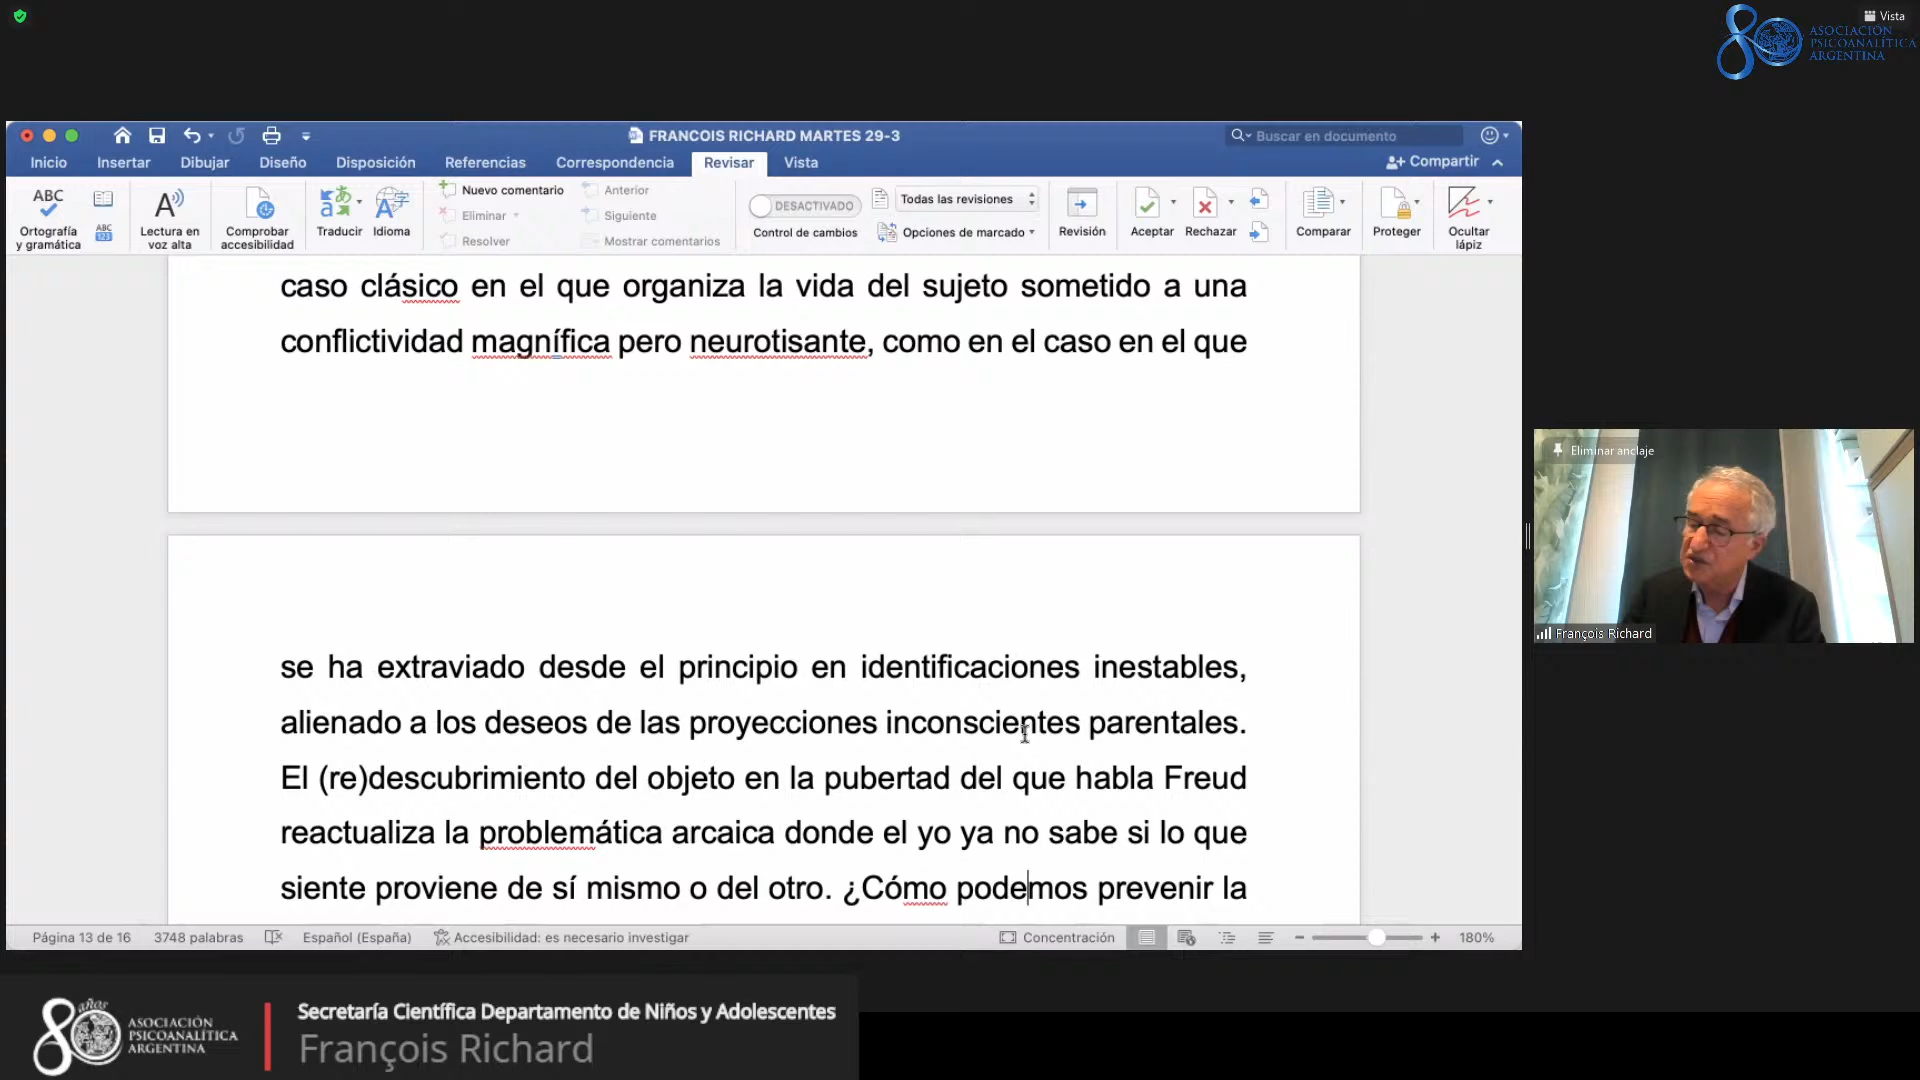 Vista
ASOCIACIÓN
PSICOANALÍTICA
ARGENTINA
FRANCOIS RICHARD MARTES 29-3
Buscar en documento
Inicio Insertar Dibujar Diseño Disposición Referencias Correspondencia Revisar Vista Compartir
ABC
Ortografía
y gramática
ABC
123
Lectura en
voz alta
Comprobar
accesibilidad
Traducir
Idioma
Nuevo comentario
Eliminar
Resolver
Anterior
Siguiente
Mostrar comentarios
DESACTIVADO
Control de cambios
Todas las revisiones
Opciones de marcado
Revisión
Aceptar
Rechazar
Comparar
Proteger
Ocultar
lápiz
caso clásico en el que organiza la vida del sujeto sometido a una
conflictividad magnífica pero neurotisante, como en el caso en el que
se ha extraviado desde el principio en identificaciones inestables,
alienado a los deseos de las proyecciones inconscientes parentales.
El (re)descubrimiento del objeto en la pubertad del que habla Freud
reactualiza la problemática arcaica donde el yo ya no sabe si lo que
siente proviene de sí mismo o del otro. ¿Cómo podemos prevenir la
Página 13 de 16 3748 palabras Español (España) Accesibilidad: es necesario investigar Concentración 180%
Eliminar anclaje
François Richard
80 años
ASOCIACIÓN
PSICOANALÍTICA
ARGENTINA
Secretaría Científica Departamento de Niños y Adolescentes
François Richard